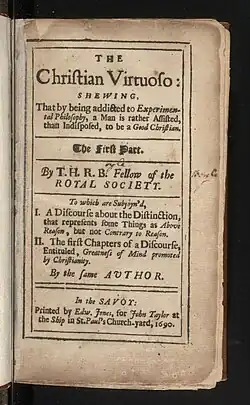 THE
Chriſtian Virtuoſo:
SHEWING,
That by being addicted to Experimen-
tal Philoſophy, a Man is rather Aſſiſted,
than Indiſpoſed, to be a Good Chriſtian.
The Firſt Part.
By T. H. R. B. Fellow of the
ROYAL SOCIETY.
To which are Subjoyn'd,
I. A Diſcourſe about the Diſtinction,
that repreſents ſome Things as Above
Reaſon, but not Contrary to Reaſon.
II. The firſt Chapters of a Diſcourſe,
Entituled, Greatneſs of Mind promoted
by Chriſtianity.
By the ſame AUTHOR.
In the SAVOY:
Printed by Edw. Jones, for John Taylor at
the Ship in St. Paul's Church-yard, 1690.